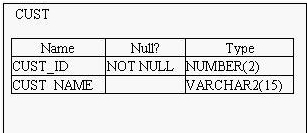 CUST
Name Null? Type
CUST_ID NOT NULL NUMBER(2)
CUST_NAME VARCHAR2(15)